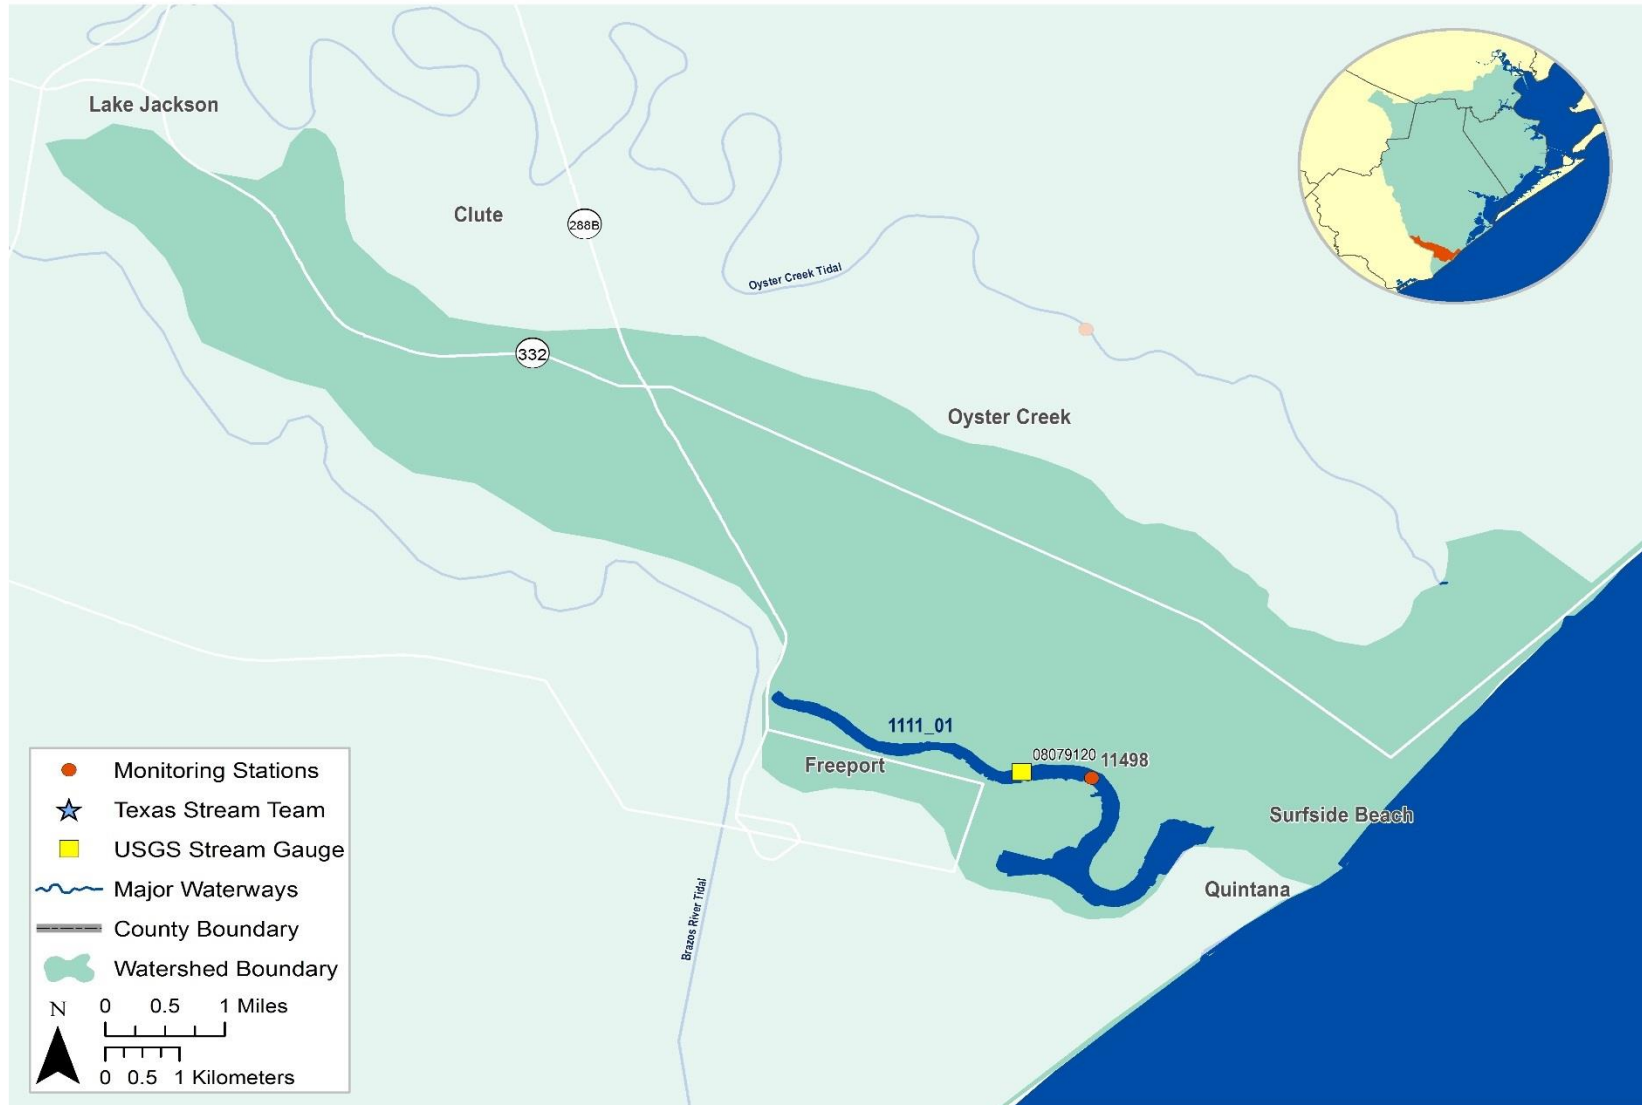 Lake Jackson
Clute
288B
Oyster Creek Tidal
332
Oyster Creek
1111_01
08079120
11498
Freeport
Surfside Beach
Quintana
Brazos River Tidal
Monitoring Stations
Texas Stream Team
USGS Stream Gauge
Major Waterways
County Boundary
Watershed Boundary
N
0 0.5 1 Miles
0 0.5 1 Kilometers